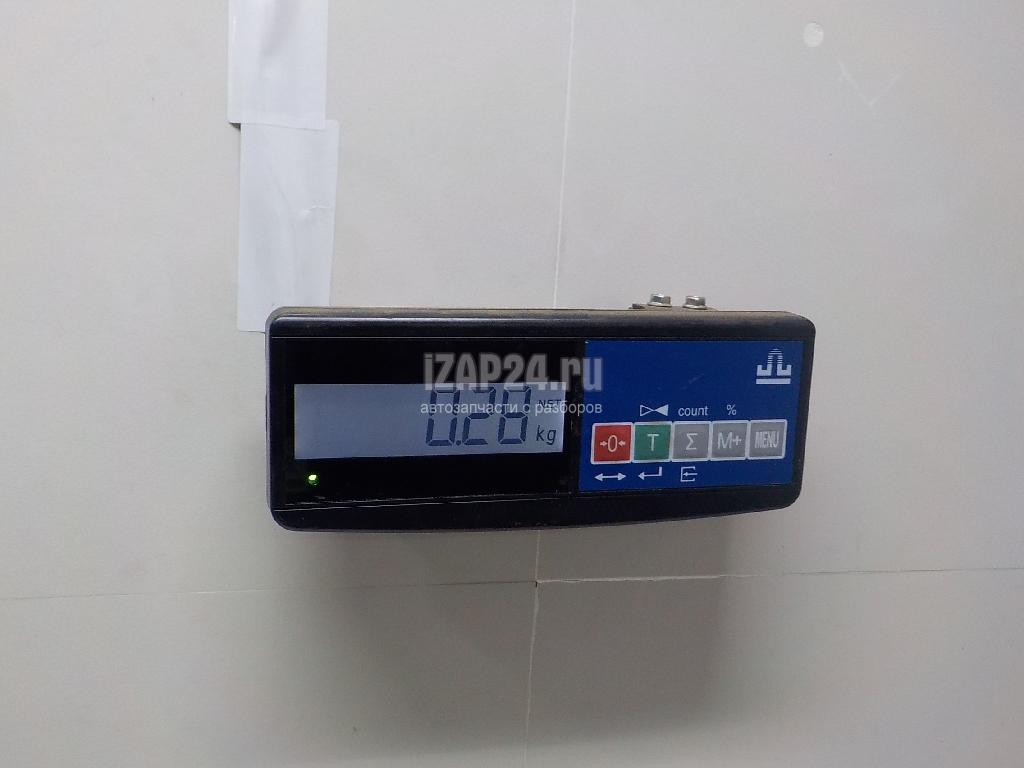 iZAP24.ru
автозапчасти с разборов
0.28 NET kg
count %
→0← T Σ M+ MENU